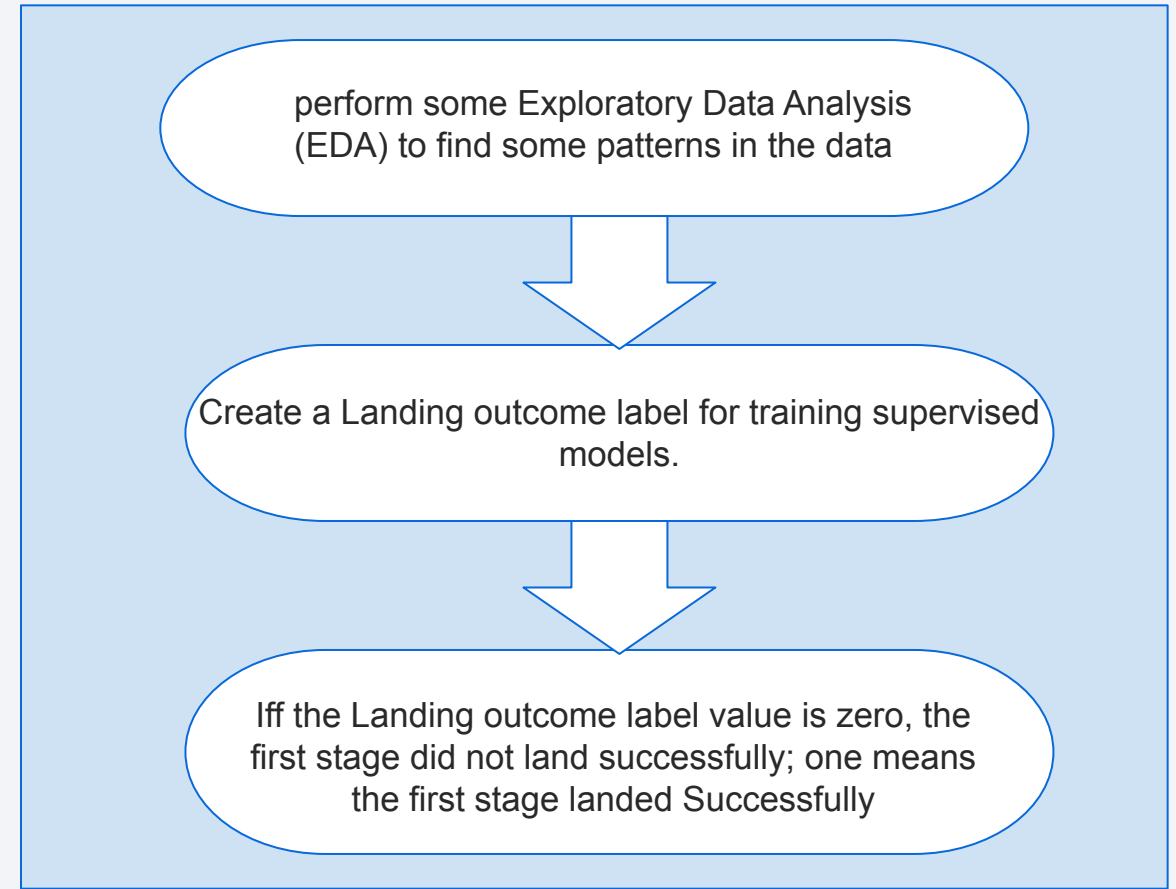 perform some Exploratory Data Analysis
(EDA) to find some patterns in the data
Create a Landing outcome label for training supervised
models.
Iff the Landing outcome label value is zero, the
first stage did not land successfully; one means
the first stage landed Successfully